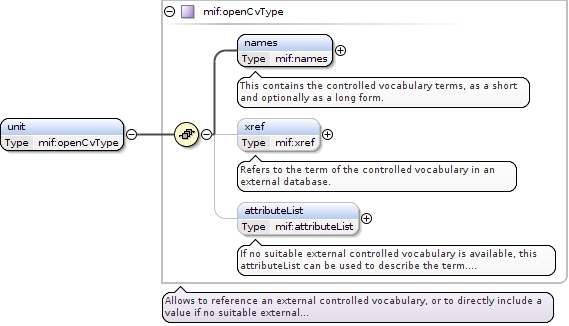 mif:openCvType
names
Type mif:names
This contains the controlled vocabulary terms, as a short
and optionally as a long form.
unit
Type mif:openCvType
xref
Type mif:xref
Refers to the term of the controlled vocabulary in an
external database.
attributeList
Type mif:attributeList
If no suitable external controlled vocabulary is available, this
attributeList can be used to describe the term....
Allows to reference an external controlled vocabulary, or to directly include a
value if no suitable external...